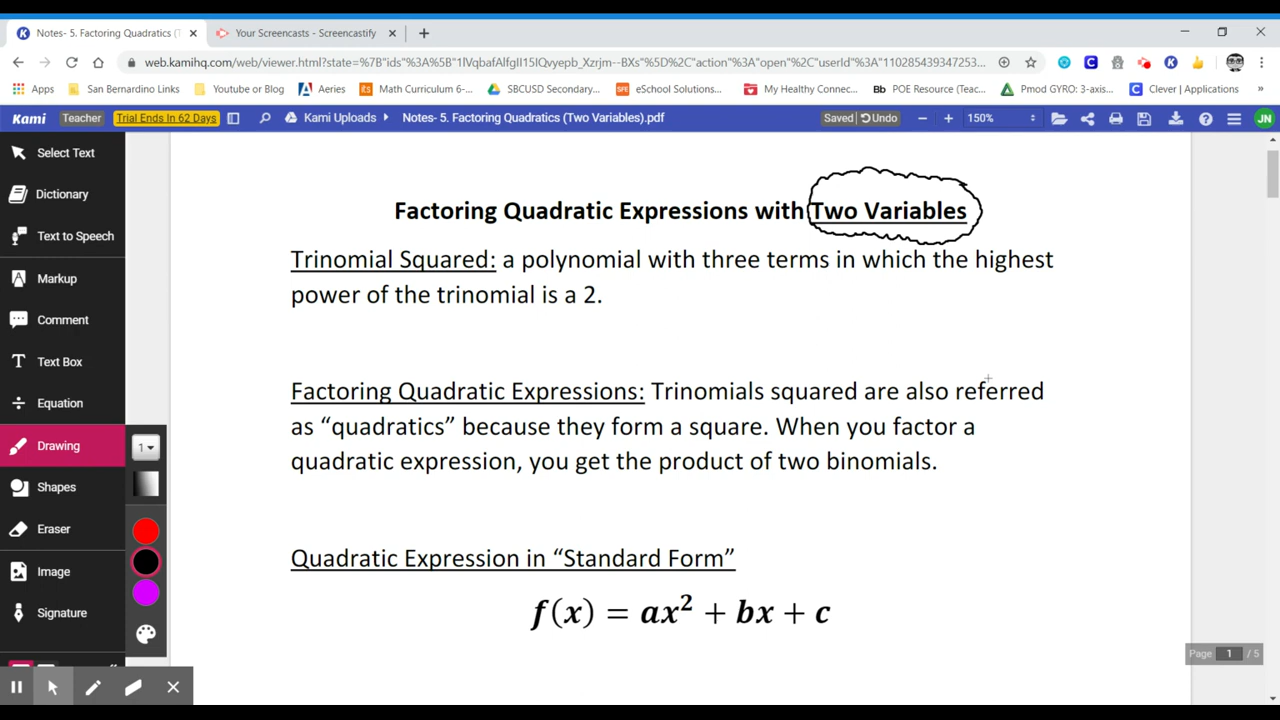 Notes- 5. Factoring Quadratics (T
Your Screencasts - Screencastify
web.kamihq.com/web/viewer.html?state=%7B"ids"%3A%5B"1lVqbafAlfgIl15IQvyepb_Xzrjm--BXs"%5D%2C"action"%3A"open"%2C"userId"%3A"110285439347253...
Apps San Bernardino Links Youtube or Blog Aeries Math Curriculum 6-... SBCUSD Secondary... eSchool Solutions... My Healthy Connec... Bb POE Resource (Teac... Pmod GYRO: 3-axis... Clever | Applications »
Kami Teacher Trial Ends In 62 Days Kami Uploads Notes- 5. Factoring Quadratics (Two Variables).pdf Saved Undo 150% JN
Select Text
Dictionary
Text to Speech
Markup
Comment
Text Box
Equation
Drawing
1
Shapes
Eraser
Image
Signature
Factoring Quadratic Expressions with Two Variables
Trinomial Squared: a polynomial with three terms in which the highest
power of the trinomial is a 2.
Factoring Quadratic Expressions: Trinomials squared are also referred
as “quadratics” because they form a square. When you factor a
quadratic expression, you get the product of two binomials.
Quadratic Expression in “Standard Form”
f(x) = ax² + bx + c
Page 1 / 5